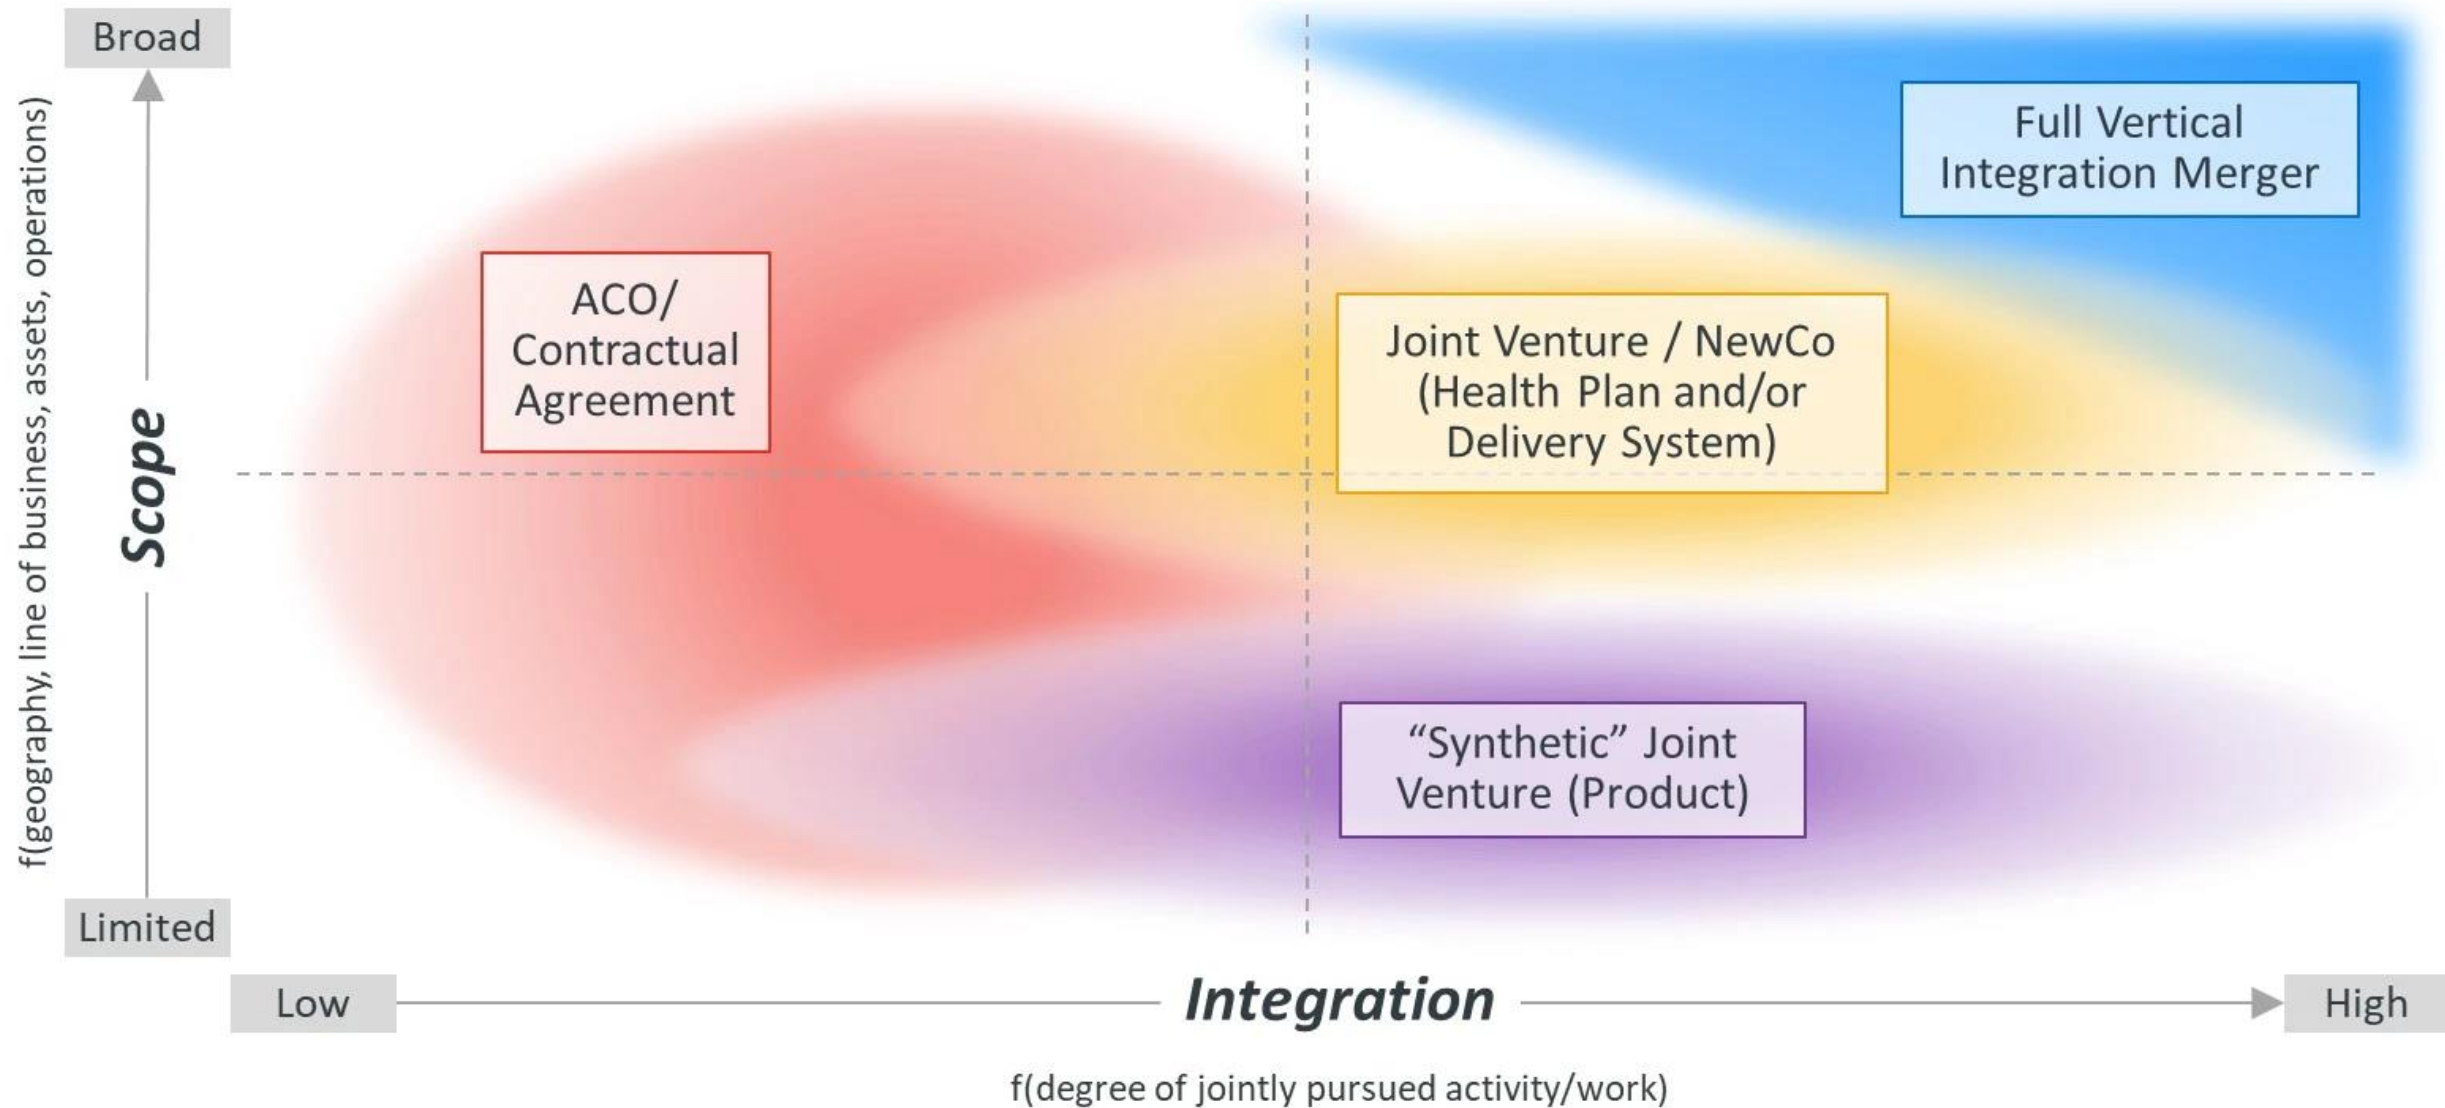 Broad
f(geography, line of business, assets, operations)
Scope
Limited
ACO/
Contractual
Agreement
Full Vertical
Integration Merger
Joint Venture / NewCo
(Health Plan and/or
Delivery System)
“Synthetic” Joint
Venture (Product)
Low
Integration
High
f(degree of jointly pursued activity/work)